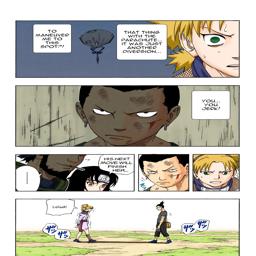 TO
MANEUVER
ME TO
THIS
SPOT?!
THAT THING
WITH THE
PARACHUTE...
IT WAS JUST
ANOTHER
DIVERSION...
YOU...
YOU
JERK!
HIS NEXT
MOVE WILL
FINISH
HER...